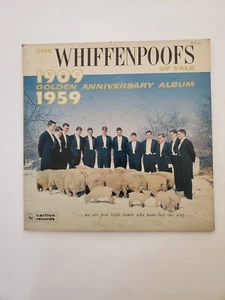 THE WHIFFENPOOFS
OF YALE
1909
GOLDEN ANNIVERSARY ALBUM
1959
"... we are poor little lambs who have lost our way..."
carillon
records